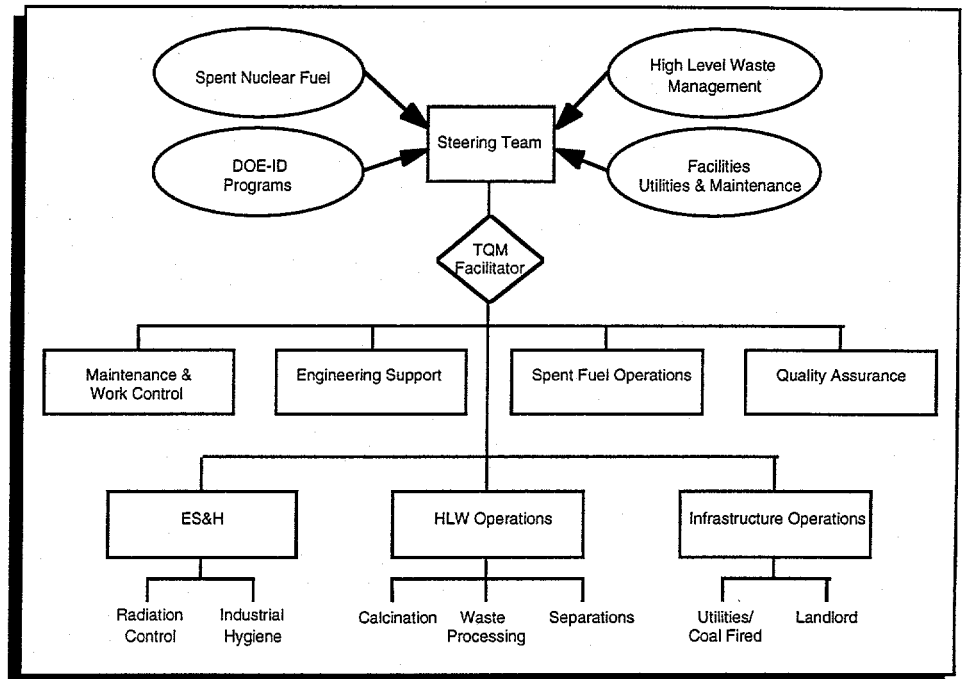 Spent Nuclear Fuel
High Level Waste
Management
Steering Team
DOE-ID
Programs
Facilities
Utilities & Maintenance
TQM
Facilitator
Maintenance &
Work Control
Engineering Support
Spent Fuel Operations
Quality Assurance
ES&H
HLW Operations
Infrastructure Operations
Radiation
Control
Industrial
Hygiene
Calcination
Waste
Processing
Separations
Utilities/
Coal Fired
Landlord